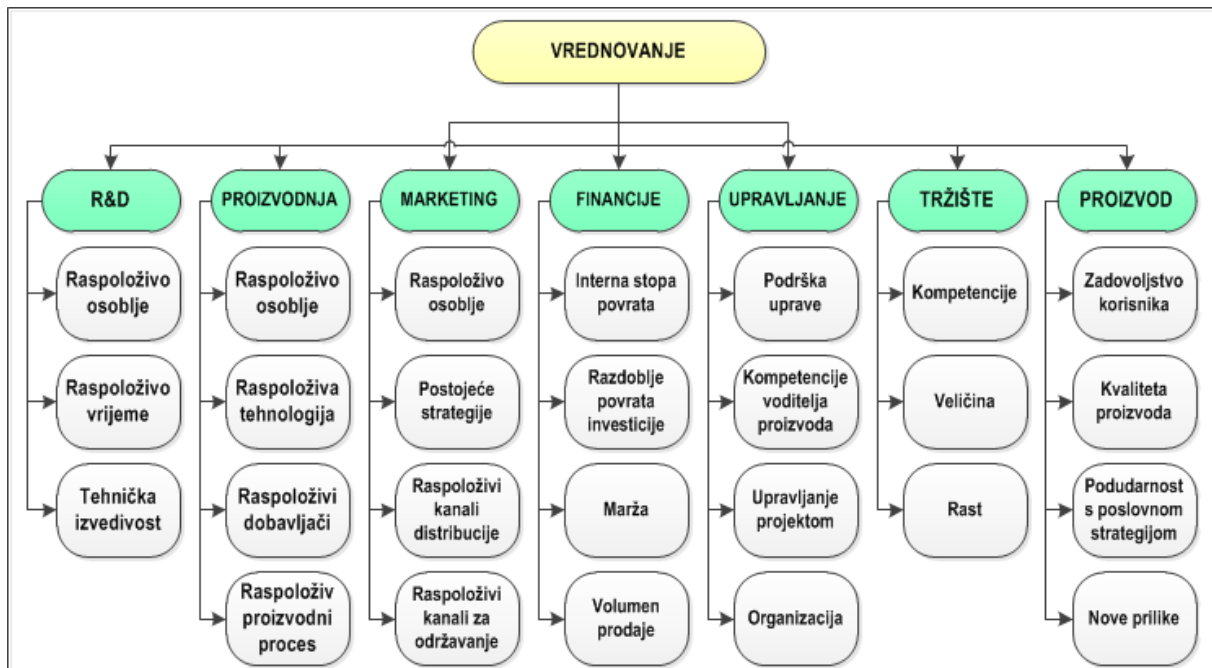 VREDNOVANJE
R&D
PROIZVODNJA
MARKETING
FINANCIJE
UPRAVLJANJE
TRŽIŠTE
PROIZVOD
Raspoloživo
osoblje
Raspoloživo
vrijeme
Tehnička
izvedivost
Raspoloživo
osoblje
Raspoloživa
tehnologija
Raspoloživi
dobavljači
Raspoloživ
proizvodni
proces
Raspoloživo
osoblje
Postojeće
strategije
Raspoloživi
kanali
distribucije
Raspoloživi
kanali za
održavanje
Interna stopa
povrata
Razdoblje
povrata
investicije
Marža
Volumen
prodaje
Podrška
uprave
Kompetencije
voditelja
proizvoda
Upravljanje
projektom
Organizacija
Kompetencije
Veličina
Rast
Zadovoljstvo
korisnika
Kvaliteta
proizvoda
Podudarnost
s poslovnom
strategijom
Nove prilike